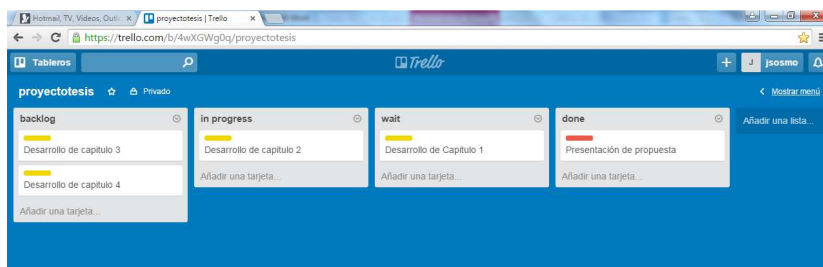 Hotmail, TV, Videos, Outl
proyectotesis | Trello
https://trello.com/b/4wXGWg0q/proyectotesis
Tableros
Trello
J jsosmo
proyectotesis
Privado
Mostrar menú
backlog
Desarrollo de capitulo 3
Desarrollo de capitulo 4
Añadir una tarjeta...
in progress
Desarrollo de capitulo 2
Añadir una tarjeta...
wait
Desarrollo de Capitulo 1
Añadir una tarjeta...
done
Presentación de propuesta
Añadir una tarjeta...
Añadir una lista...